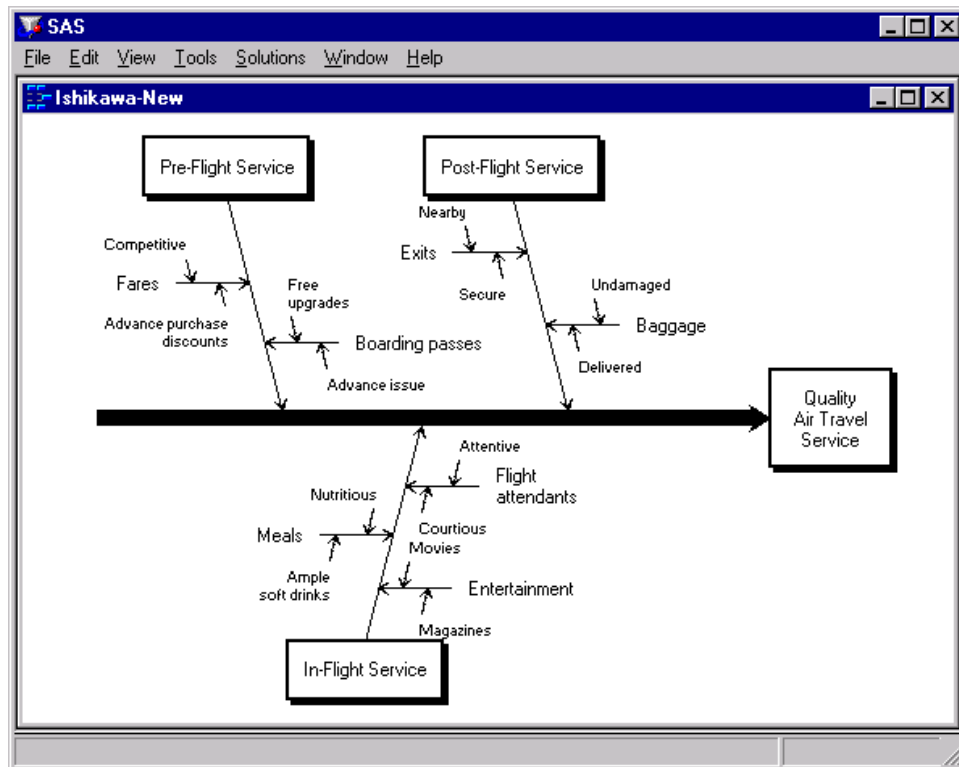 SAS
File Edit View Tools Solutions Window Help
Ishikawa-New
Pre-Flight Service
Post-Flight Service
Nearby
Competitive
Exits
Fares
Free
upgrades
Secure
Undamaged
Advance purchase
discounts
Boarding passes
Baggage
Advance issue
Delivered
Quality
Air Travel
Service
Attentive
Nutritious
Flight
attendants
Meals
Courtious
Movies
Ample
soft drinks
Entertainment
Magazines
In-Flight Service